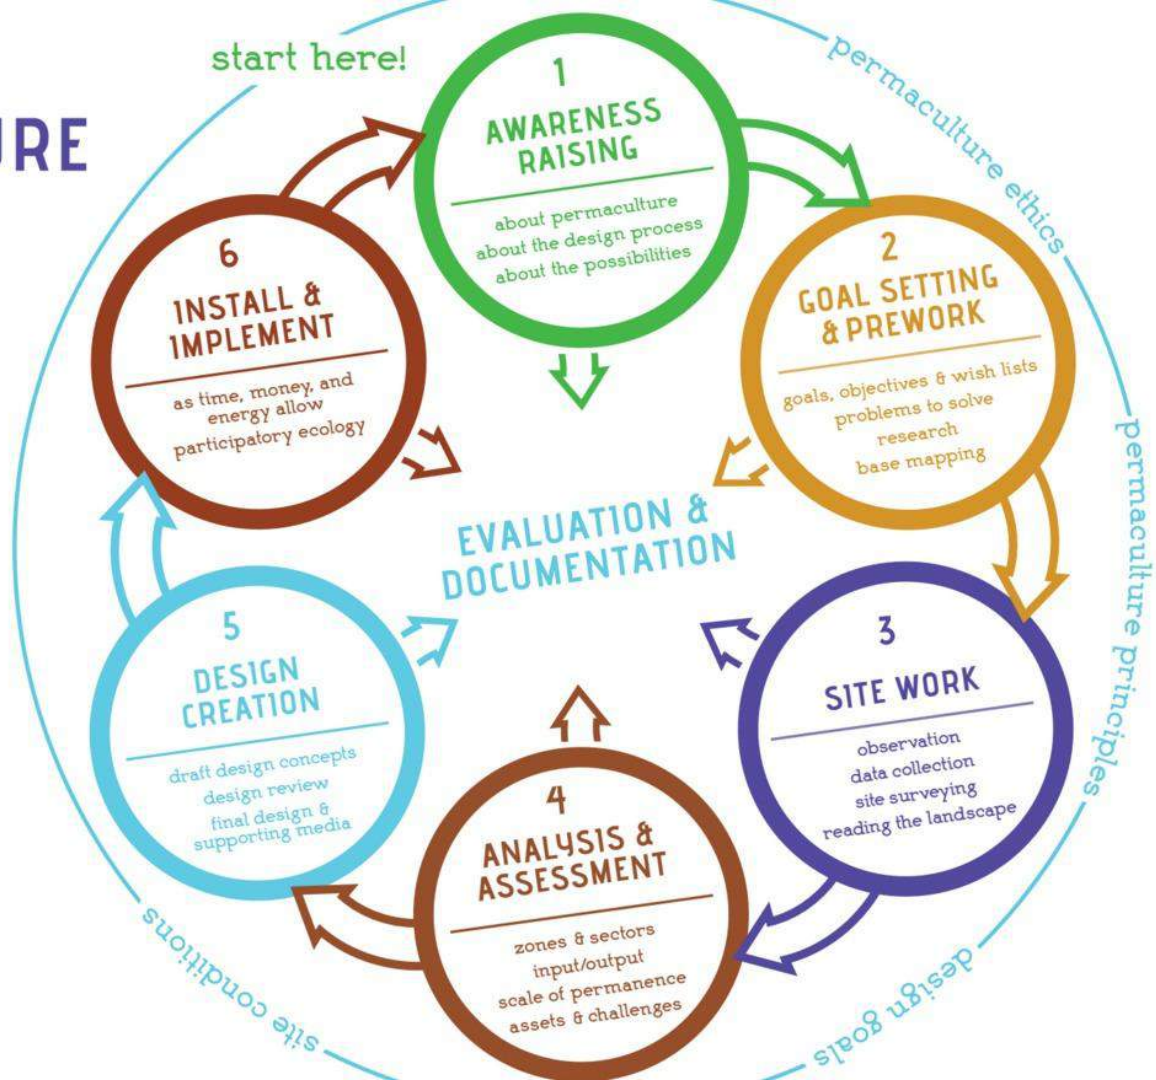 start here!
URE
1
AWARENESS
RAISING
about permaculture
about the design process
about the possibilities
2
GOAL SETTING
& PREWORK
goals, objectives & wish lists
problems to solve
research
base mapping
3
SITE WORK
observation
data collection
site surveying
reading the landscape
4
ANALYSIS &
ASSESSMENT
zones & sectors
input/output
scale of permanence
assets & challenges
5
DESIGN
CREATION
draft design concepts
design review
final design &
supporting media
6
INSTALL &
IMPLEMENT
as time, money, and
energy allow
participatory ecology
EVALUATION &
DOCUMENTATION
permaculture ethics
permaculture principles
design goals
site conditions